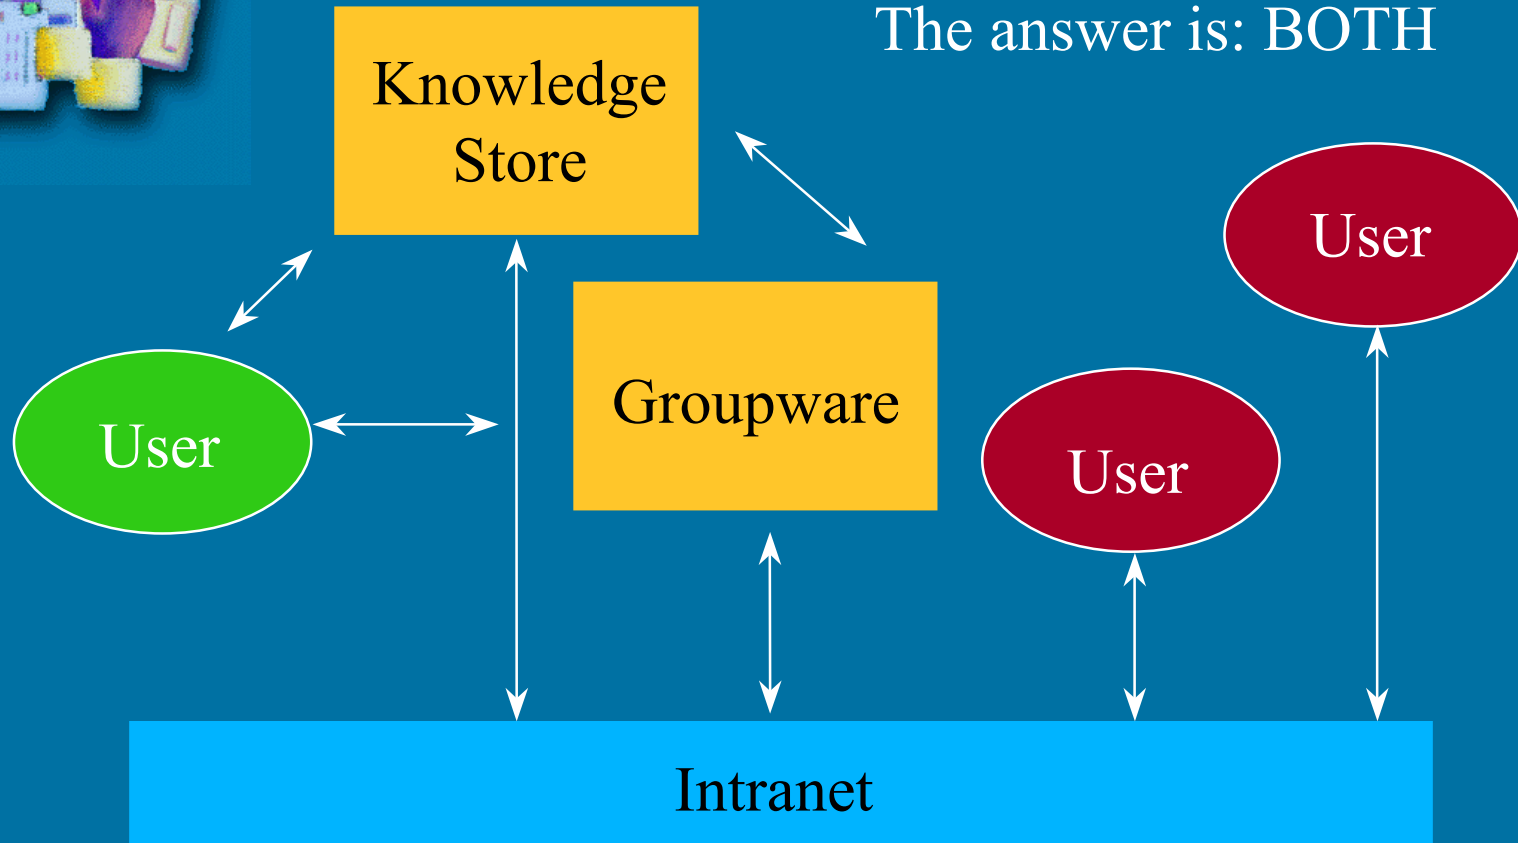 The answer is: BOTH
Knowledge
Store
User
Groupware
User
User
Intranet